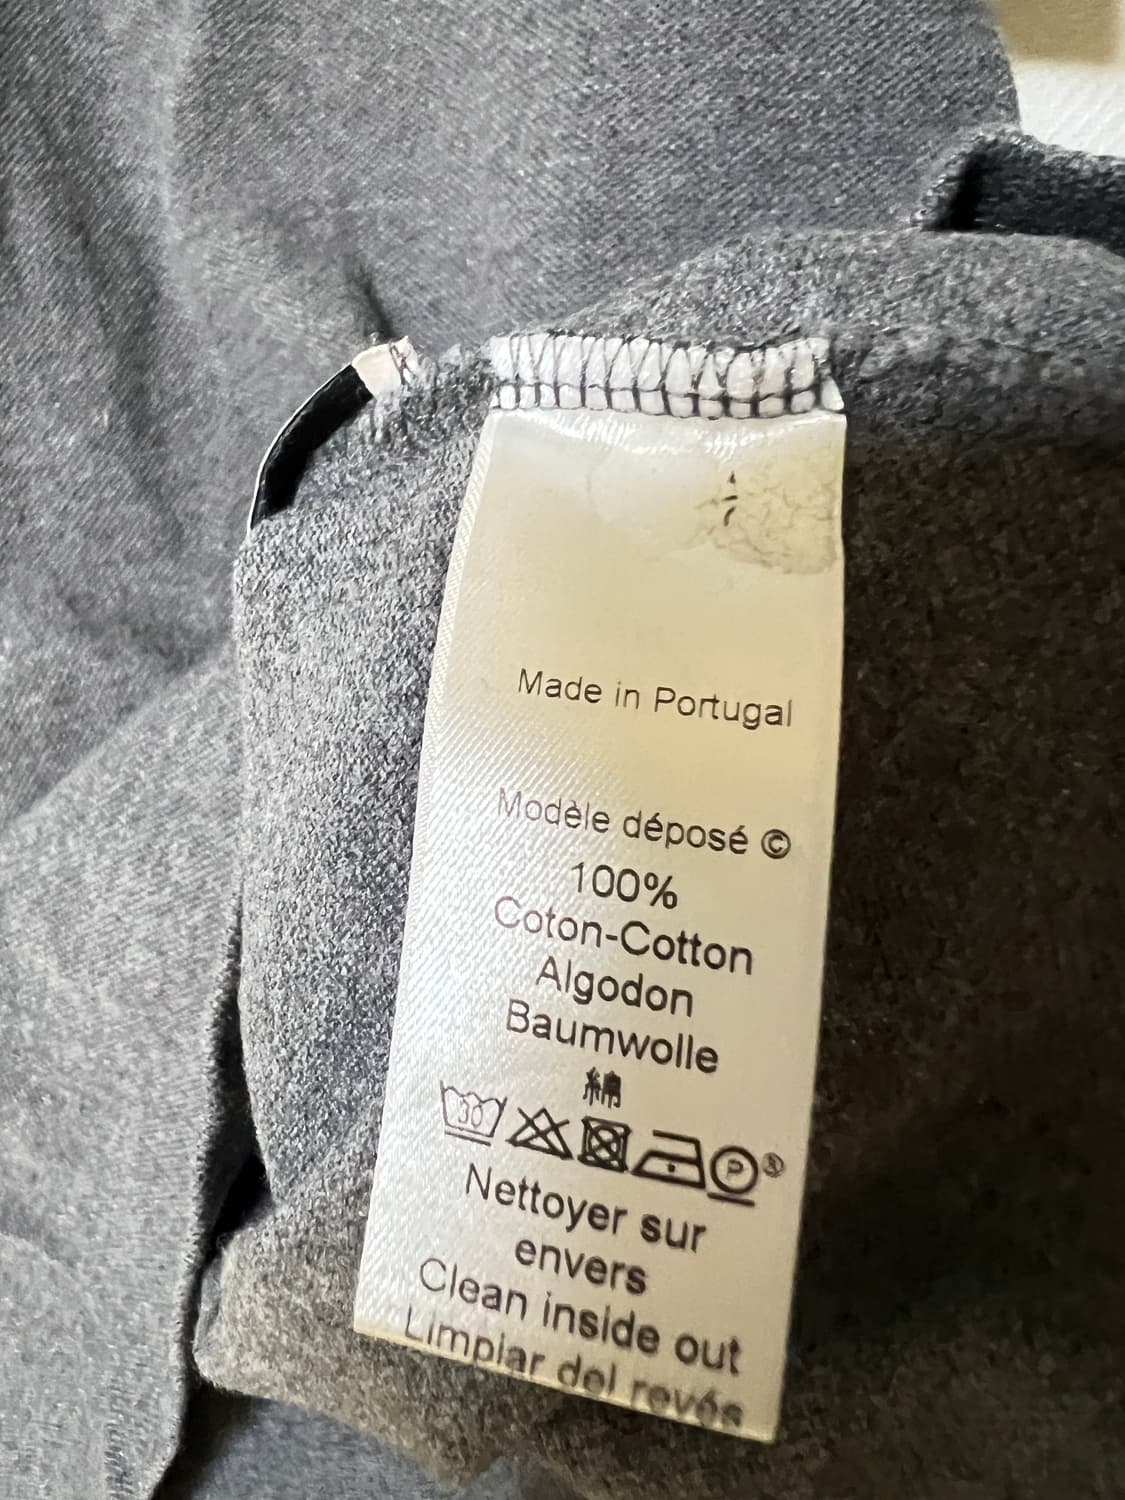 Made in Portugal
Modèle déposé ©
100%
Coton-Cotton
Algodon
Baumwolle
綿
30 P
Nettoyer sur
envers
Clean inside out
Limpiar del revés